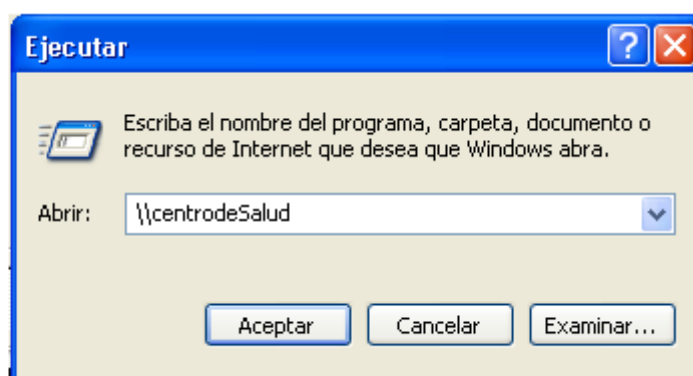 Ejecutar
Escriba el nombre del programa, carpeta, documento o
recurso de Internet que desea que Windows abra.
Abrir: \\centrodeSalud
Aceptar Cancelar Examinar...